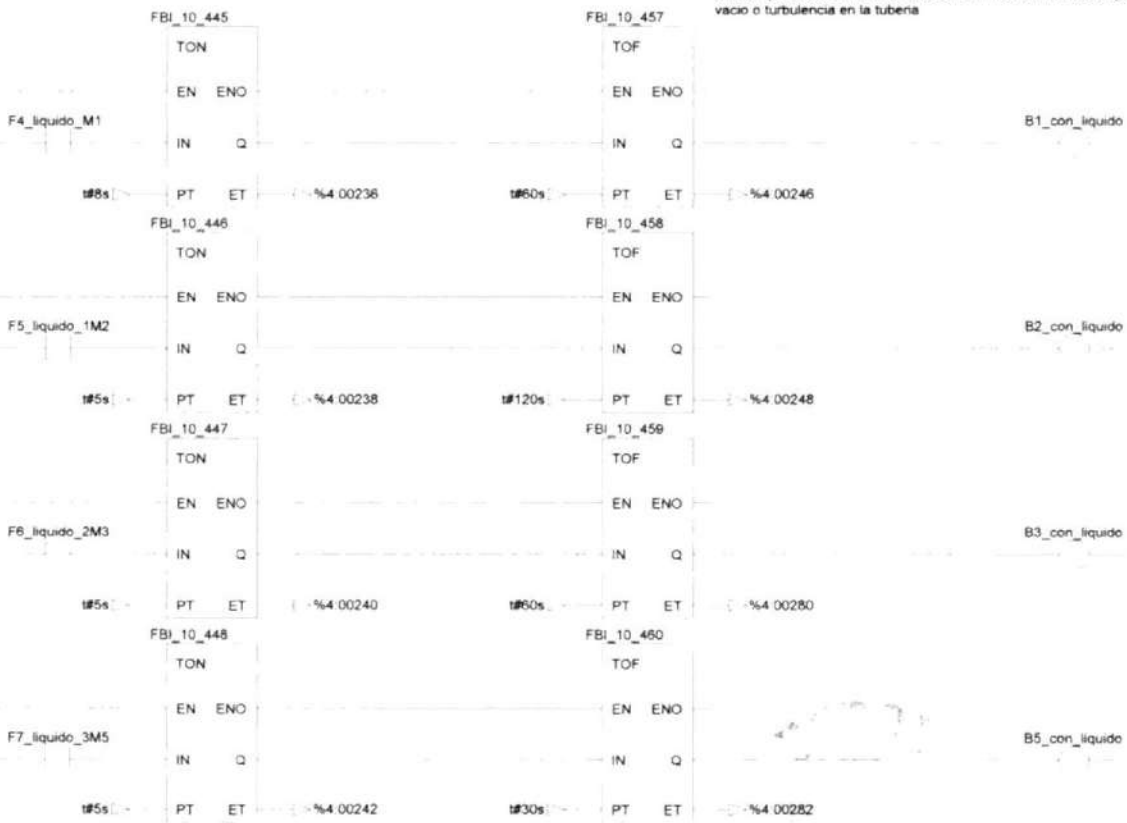 vacio o turbulencia en la tuberia
FBI_10_445 FBI_10_457
TON TOF
EN ENO EN ENO
F4_liquido_M1 B1_con_liquido
IN Q IN Q
t#8s PT ET %4:00236 t#60s PT ET %4:00246
FBI_10_446 FBI_10_458
TON TOF
EN ENO EN ENO
F5_liquido_1M2 B2_con_liquido
IN Q IN Q
t#5s PT ET %4:00238 t#120s PT ET %4:00248
FBI_10_447 FBI_10_459
TON TOF
EN ENO EN ENO
F6_liquido_2M3 B3_con_liquido
IN Q IN Q
t#5s PT ET %4:00240 t#60s PT ET %4:00280
FBI_10_448 FBI_10_460
TON TOF
EN ENO EN ENO
F7_liquido_3M5 B5_con_liquido
IN Q IN Q
t#5s PT ET %4:00242 t#30s PT ET %4:00282